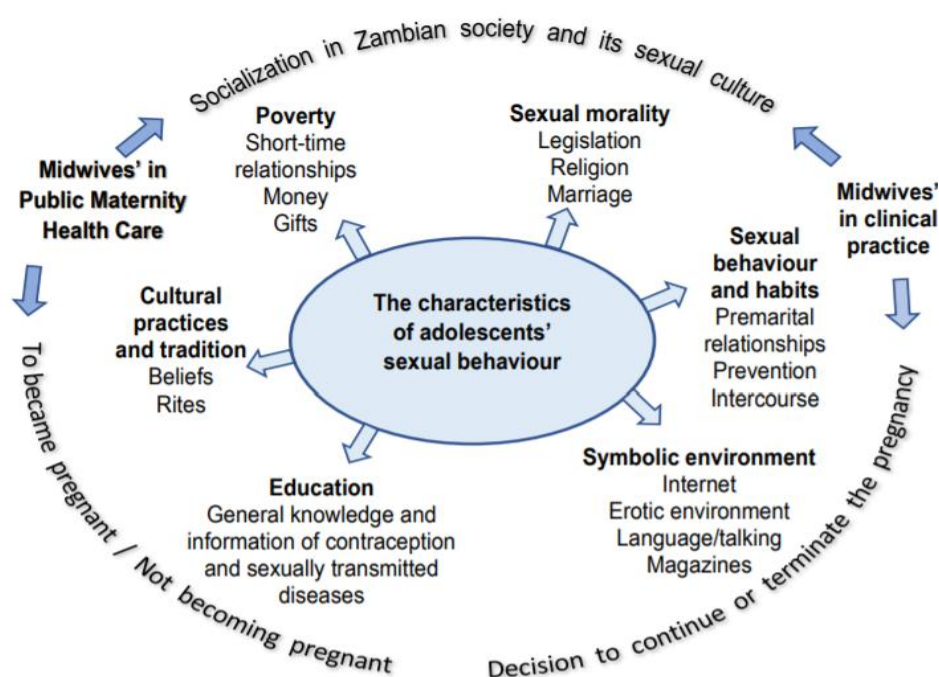 Socialization in Zambian society and its sexual culture
Poverty
Short-time
relationships
Money
Gifts
Sexual morality
Legislation
Religion
Marriage
Midwives’ in
Public Maternity
Health Care
Midwives’
in clinical
practice
Sexual
behaviour
and habits
Premarital
relationships
Prevention
Intercourse
The characteristics
of adolescents’
sexual behaviour
Cultural
practices
and tradition
Beliefs
Rites
Education
General knowledge and
information of contraception
and sexually transmitted
diseases
Symbolic environment
Internet
Erotic environment
Language/talking
Magazines
To became pregnant / Not becoming pregnant
Decision to continue or terminate the pregnancy